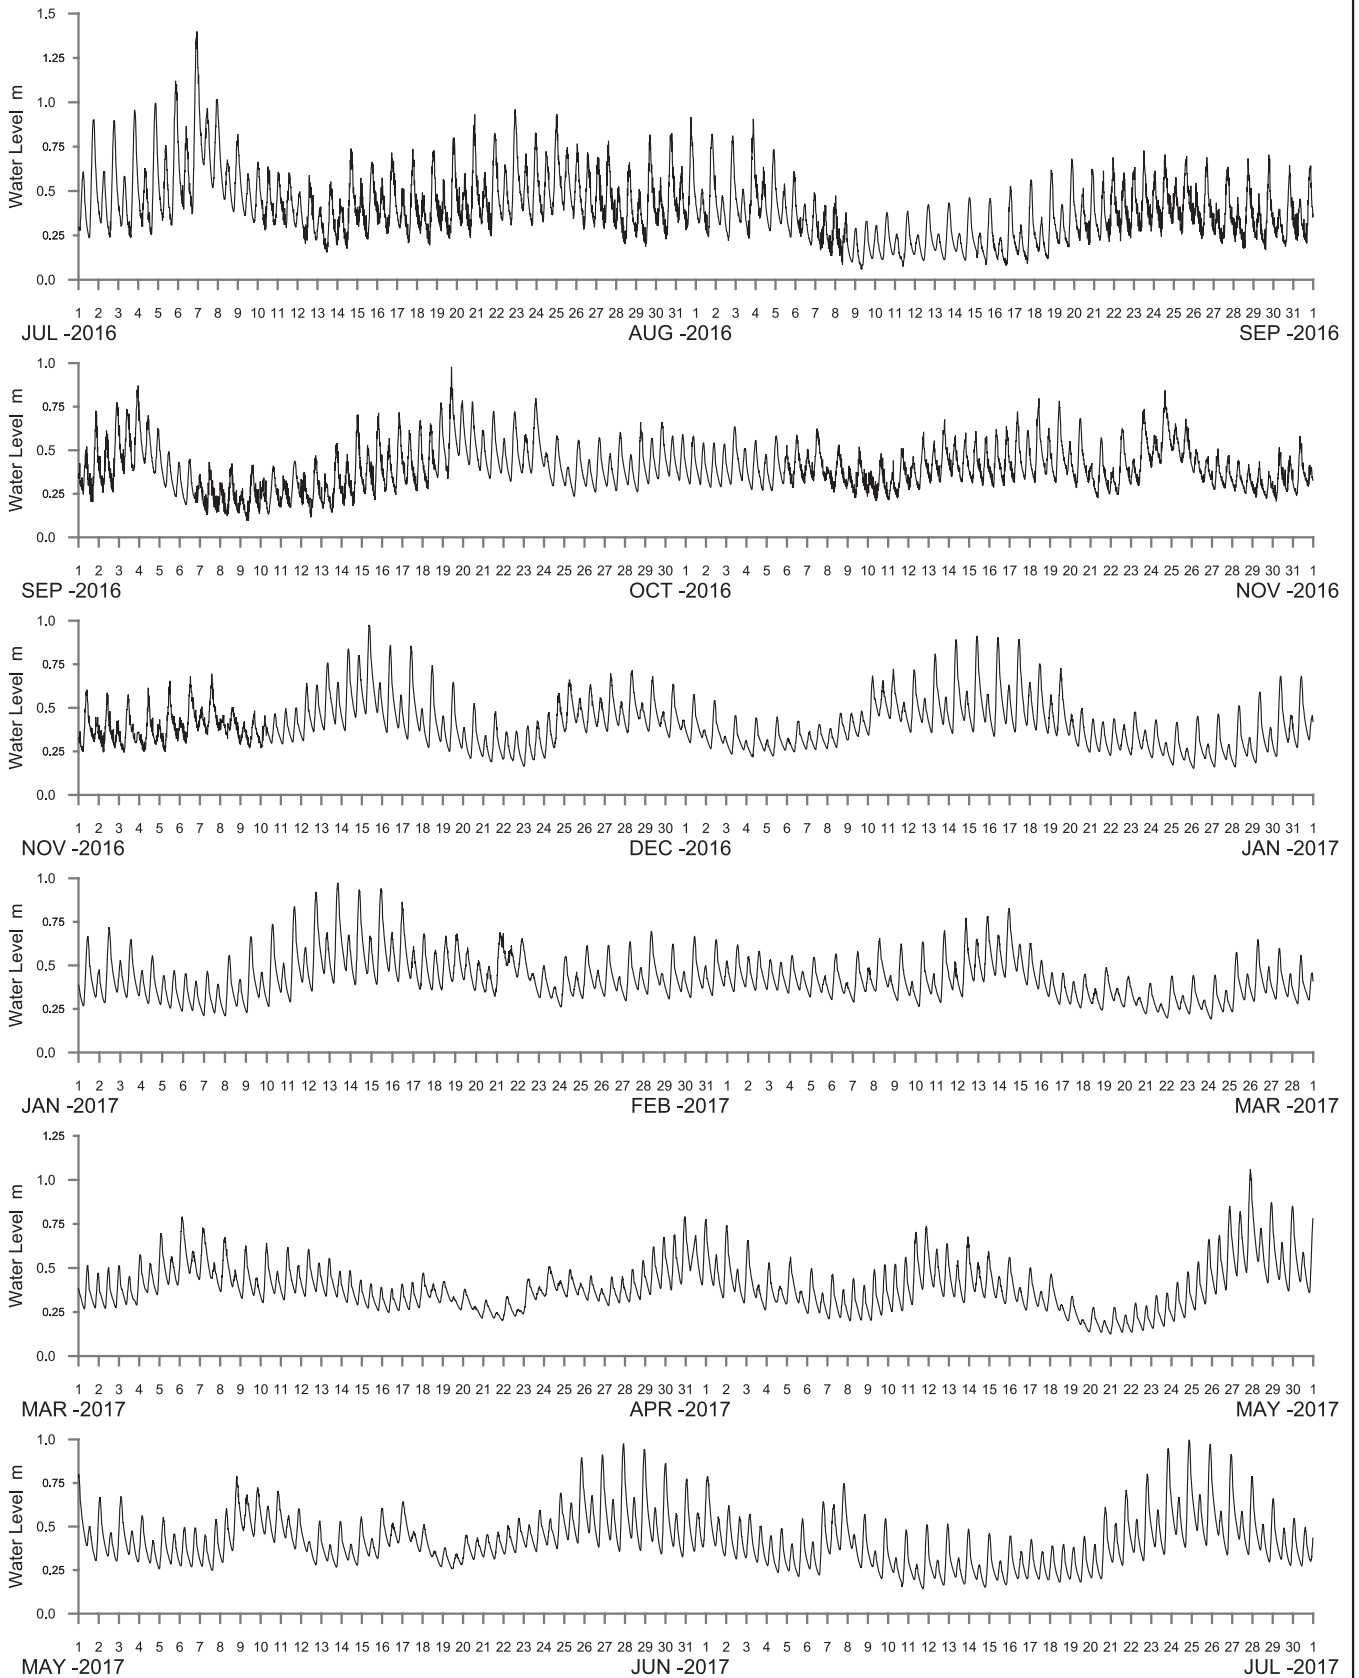 1.5
1.25
1.0
0.75
0.5
0.25
0.0
Water Level m
1 2 3 4 5 6 7 8 9 10 11 12 13 14 15 16 17 18 19 20 21 22 23 24 25 26 27 28 29 30 31 1 2 3 4 5 6 7 8 9 10 11 12 13 14 15 16 17 18 19 20 21 22 23 24 25 26 27 28 29 30 31 1
JUL -2016 AUG -2016 SEP -2016
1.0
0.75
0.5
0.25
0.0
Water Level m
1 2 3 4 5 6 7 8 9 10 11 12 13 14 15 16 17 18 19 20 21 22 23 24 25 26 27 28 29 30 1 2 3 4 5 6 7 8 9 10 11 12 13 14 15 16 17 18 19 20 21 22 23 24 25 26 27 28 29 30 31 1
SEP -2016 OCT -2016 NOV -2016
1.0
0.75
0.5
0.25
0.0
Water Level m
1 2 3 4 5 6 7 8 9 10 11 12 13 14 15 16 17 18 19 20 21 22 23 24 25 26 27 28 29 30 1 2 3 4 5 6 7 8 9 10 11 12 13 14 15 16 17 18 19 20 21 22 23 24 25 26 27 28 29 30 31 1
NOV -2016 DEC -2016 JAN -2017
1.0
0.75
0.5
0.25
0.0
Water Level m
1 2 3 4 5 6 7 8 9 10 11 12 13 14 15 16 17 18 19 20 21 22 23 24 25 26 27 28 29 30 31 1 2 3 4 5 6 7 8 9 10 11 12 13 14 15 16 17 18 19 20 21 22 23 24 25 26 27 28 1
JAN -2017 FEB -2017 MAR -2017
1.25
1.0
0.75
0.5
0.25
0.0
Water Level m
1 2 3 4 5 6 7 8 9 10 11 12 13 14 15 16 17 18 19 20 21 22 23 24 25 26 27 28 29 30 31 1 2 3 4 5 6 7 8 9 10 11 12 13 14 15 16 17 18 19 20 21 22 23 24 25 26 27 28 29 30 1
MAR -2017 APR -2017 MAY -2017
1.0
0.75
0.5
0.25
0.0
Water Level m
1 2 3 4 5 6 7 8 9 10 11 12 13 14 15 16 17 18 19 20 21 22 23 24 25 26 27 28 29 30 31 1 2 3 4 5 6 7 8 9 10 11 12 13 14 15 16 17 18 19 20 21 22 23 24 25 26 27 28 29 30 1
MAY -2017 JUN -2017 JUL -2017